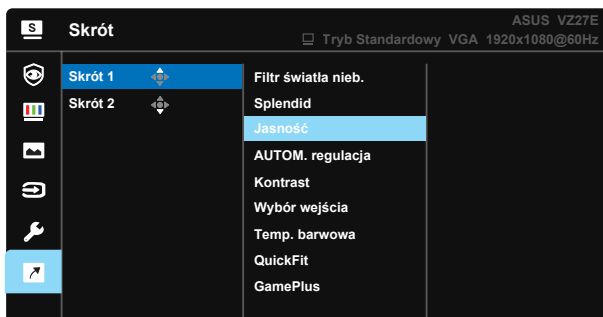 S Skrót
ASUS VZ27E
Tryb Standardowy VGA 1920x1080@60Hz
Skrót 1
Skrót 2
Filtr światła nieb.
Splendid
Jasność
AUTOM. regulacja
Kontrast
Wybór wejścia
Temp. barwowa
QuickFit
GamePlus